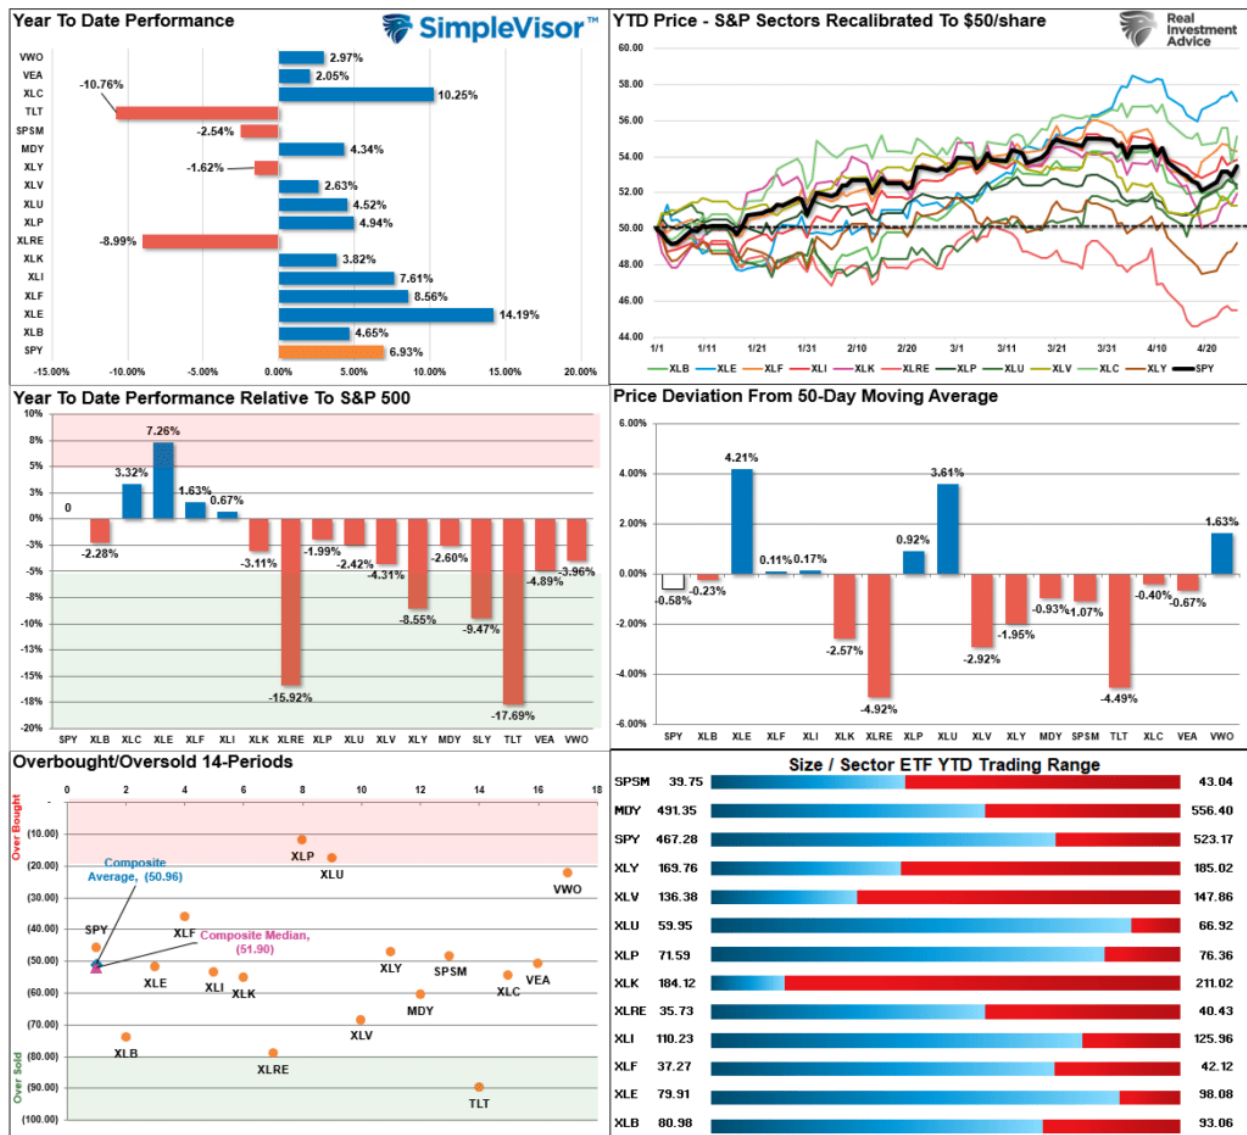 Year To Date Performance
SimpleVisor™
VWO 2.97%
VEA 2.05%
XLC 10.25%
TLT -10.76%
SPSM -2.54%
MDY 4.34%
XLY -1.62%
XLV 2.63%
XLU 4.52%
XLP 4.94%
XLRE -8.99%
XLK 3.82%
XLI 7.61%
XLF 8.56%
XLE 14.19%
XLB 4.65%
SPY 6.93%
-15.00% -10.00% -5.00% 0.00% 5.00% 10.00% 15.00% 20.00%
YTD Price - S&P Sectors Recalibrated To $50/share
Real
Investment
Advice
60.00
58.00
56.00
54.00
52.00
50.00
48.00
46.00
44.00
1/1 1/11 1/21 1/31 2/10 2/20 3/1 3/11 3/21 3/31 4/10 4/20
XLB XLE XLF XLI XLK XLRE XLP XLU XLV XLC XLY SPY
Year To Date Performance Relative To S&P 500
10%
8%
5%
3%
0%
-3%
-5%
-8%
-10%
-13%
-15%
-18%
-20%
0 -2.28% 3.32% 7.26% 1.63% 0.67% -3.11% -15.92% -1.99% -2.42% -4.31% -8.55% -2.60% -9.47% -17.69% -4.89% -3.96%
SPY XLB XLC XLE XLF XLI XLK XLRE XLP XLU XLV XLY MDY SLY TLT VEA VWO
Price Deviation From 50-Day Moving Average
6.00%
4.00%
2.00%
0.00%
-2.00%
-4.00%
-6.00%
-0.58% -0.23% 4.21% 0.11% 0.17% -2.57% -4.92% 0.92% 3.61% -2.92% -1.95% -0.93% -1.07% -4.49% -0.40% -0.67% 1.63%
SPY XLB XLE XLF XLI XLK XLRE XLP XLU XLV XLY MDY SPSM TLT XLC VEA VWO
Overbought/Oversold 14-Periods
0 2 4 6 8 10 12 14 16 18
Over Bought
Over Sold
-
(10.00)
(20.00)
(30.00)
(40.00)
(50.00)
(60.00)
(70.00)
(80.00)
(90.00)
(100.00)
XLP
XLU
Composite
Average, (50.96)
VWO
SPY
XLF
Composite Median,
(51.90)
XLY
SPSM
XLE
XLI
XLK
XLC
VEA
MDY
XLV
XLB
XLRE
TLT
Size / Sector ETF YTD Trading Range
SPSM 39.75 43.04
MDY 491.35 556.40
SPY 467.28 523.17
XLY 169.76 185.02
XLV 136.38 147.86
XLU 59.95 66.92
XLP 71.59 76.36
XLK 184.12 211.02
XLRE 35.73 40.43
XLI 110.23 125.96
XLF 37.27 42.12
XLE 79.91 98.08
XLB 80.98 93.06